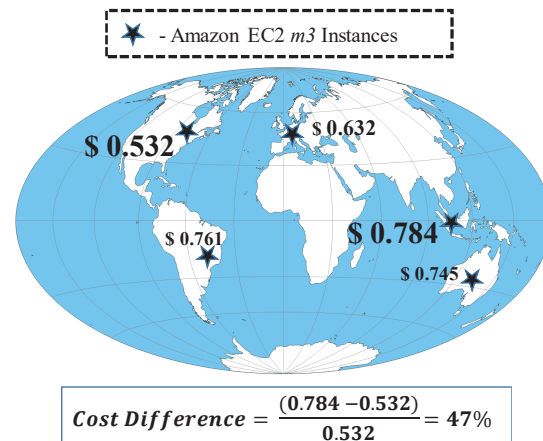 - Amazon EC2 m3 Instances
$ 0.532
$ 0.632
$ 0.761
$ 0.784
$ 0.745
Cost Difference = (0.784 −0.532) / 0.532 = 47%